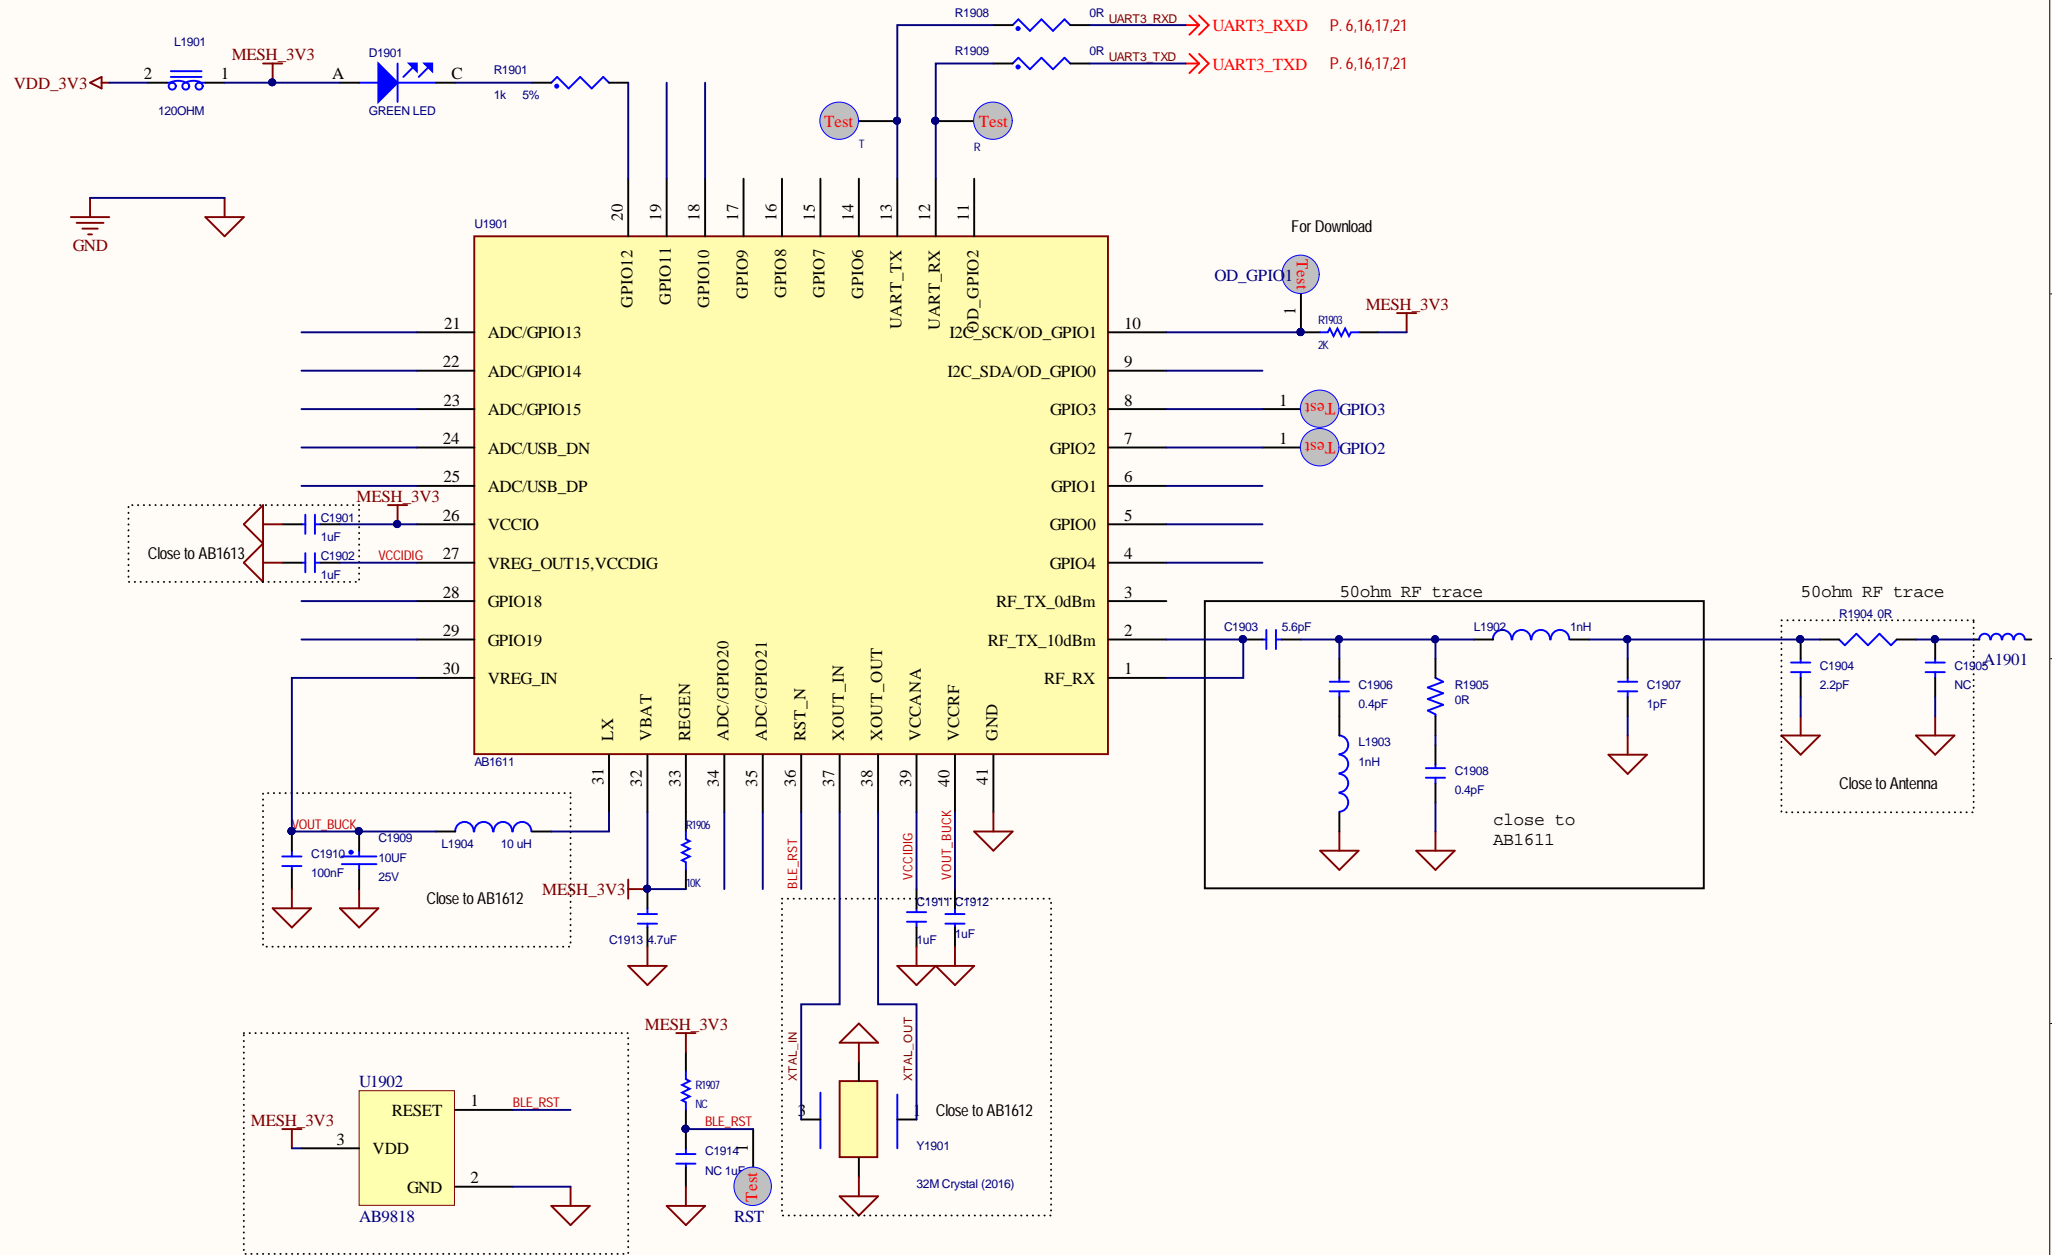 R1908 0R UART3_RXD UART3_RXD P. 6,16,17,21
L1901 MESH_3V3 D1901
R1909 0R UART3_TXD UART3_TXD P. 6,16,17,21
VDD_3V3 2 1 A C R1901
120OHM GREEN LED 1k 5%
Test Test
T R
GND
20 19 18 17 16 15 14 13 12 11
U1901
For Download
GPIO12 GPIO11 GPIO10 GPIO9 GPIO8 GPIO7 GPIO6 UART_TX UART_RX OD_GPIO2
OD_GPIO1 Test
1 MESH_3V3
R1903
2K
21 ADC/GPIO13 I2C_SCK/OD_GPIO1 10
22 ADC/GPIO14 I2C_SDA/OD_GPIO0 9
23 ADC/GPIO15 GPIO3 8 1 Test GPIO3
24 ADC/USB_DN GPIO2 7 1 Test GPIO2
25 ADC/USB_DP GPIO1 6
MESH_3V3
C1901 26 VCCIO GPIO0 5
1uF
Close to AB1613
C1902 VCCIDIG 27 VREG_OUT15,VCCDIG GPIO4 4
1uF
28 GPIO18 RF_TX_0dBm 3
29 GPIO19 RF_TX_10dBm 2
30 VREG_IN RF_RX 1
50ohm RF trace 50ohm RF trace
R1904 0R
C1903 5.6pF L1902 1nH
A1901
C1904 C1905
2.2pF NC
C1906 R1905 C1907
0.4pF 0R 1pF
L1903
1nH
C1908
0.4pF
Close to Antenna
close to
AB1611
LX VBAT REGEN ADC/GPIO20 ADC/GPIO21 RST_N XOUT_IN XOUT_OUT VCCANA VCCRF GND
AB1611
31 32 33 34 35 36 37 38 39 40 41
VOUT_BUCK
C1909 L1904 10 uH R1906 BLE_RST VCCIDIG VOUT_BUCK
C1910 10UF
100nF 25V
Close to AB1612
MESH_3V3 10K
C1911 C1912
C1913 4.7uF 1uF 1uF
MESH_3V3 XTAL_IN XTAL_OUT
U1902 R1907
NC
RESET 1 BLE_RST
MESH_3V3 BLE_RST 3 1 Close to AB1612
3 VDD C1914 1 Y1901
NC 1uF
GND 2 Test 32M Crystal (2016)
AB9818 RST